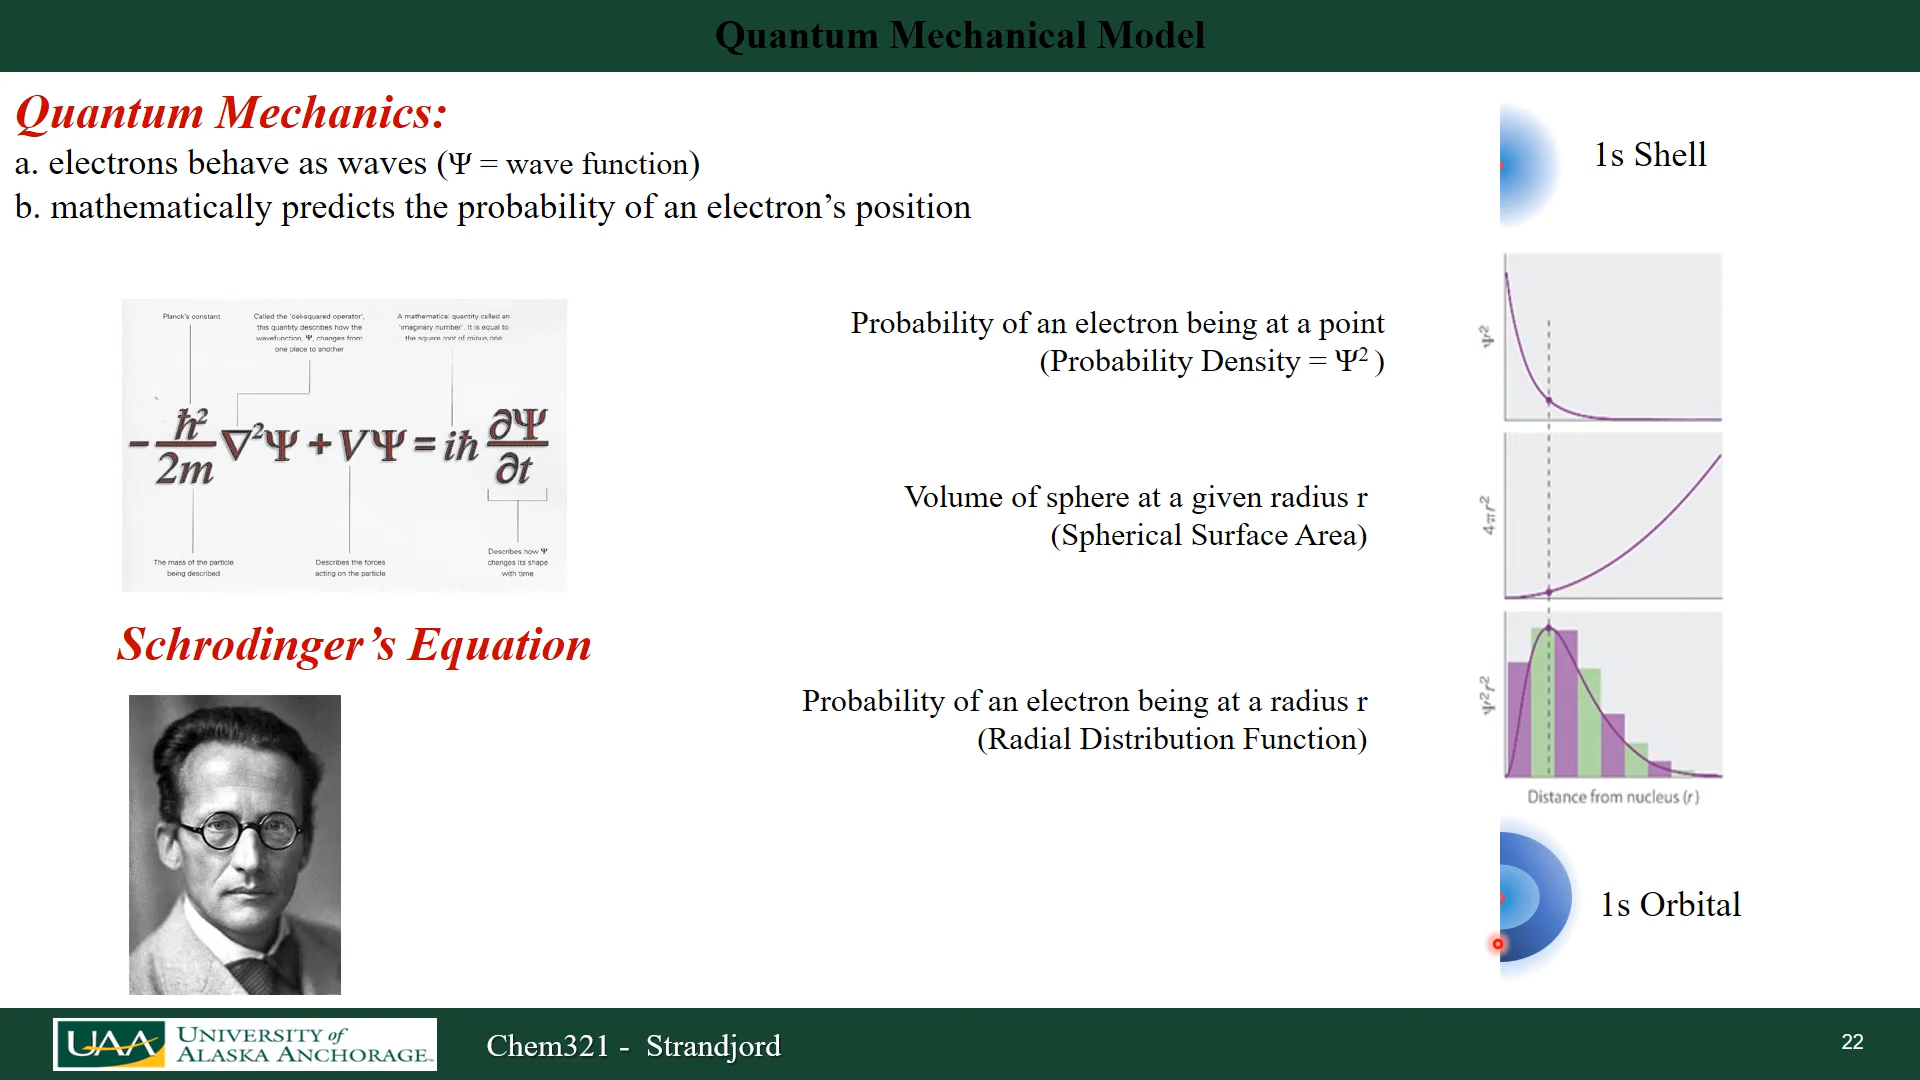 Quantum Mechanical Model
Quantum Mechanics:
a. electrons behave as waves (Ψ = wave function)
b. mathematically predicts the probability of an electron’s position
1s Shell
Planck's constant
Called the 'del-squared operator',
this quantity describes how the
wavefunction, Ψ, changes from
one place to another
A mathematical quantity called an
'imaginary number'. It is equal to
the square root of minus one
-ħ²/2m ∇²Ψ + VΨ = iħ ∂Ψ/∂t
The mass of the particle
being described
Describes the forces
acting on the particle
Describes how Ψ
changes its shape
with time
Schrodinger’s Equation
Probability of an electron being at a point
(Probability Density = Ψ² )
Ψ²
Volume of sphere at a given radius r
(Spherical Surface Area)
4πr²
Probability of an electron being at a radius r
(Radial Distribution Function)
Ψ²r²
Distance from nucleus (r)
1s Orbital
UAA
UNIVERSITY of
ALASKA ANCHORAGE
Chem321 - Strandjord
22